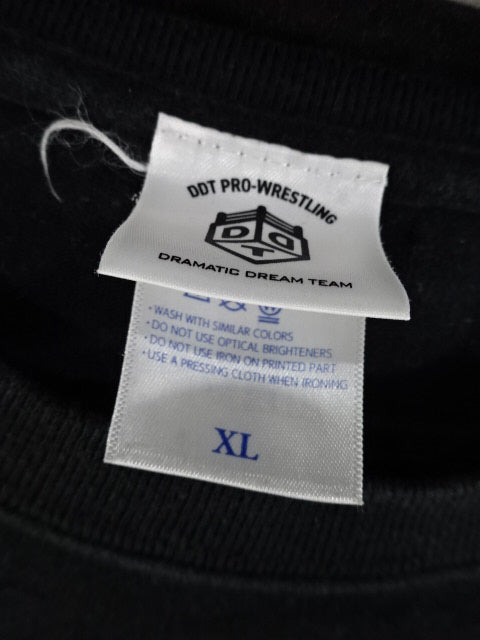 DDT PRO-WRESTLING
DDT
DRAMATIC DREAM TEAM
・WASH WITH SIMILAR COLORS
・DO NOT USE OPTICAL BRIGHTENERS
・DO NOT USE IRON ON PRINTED PART
・USE A PRESSING CLOTH WHEN IRONING
XL